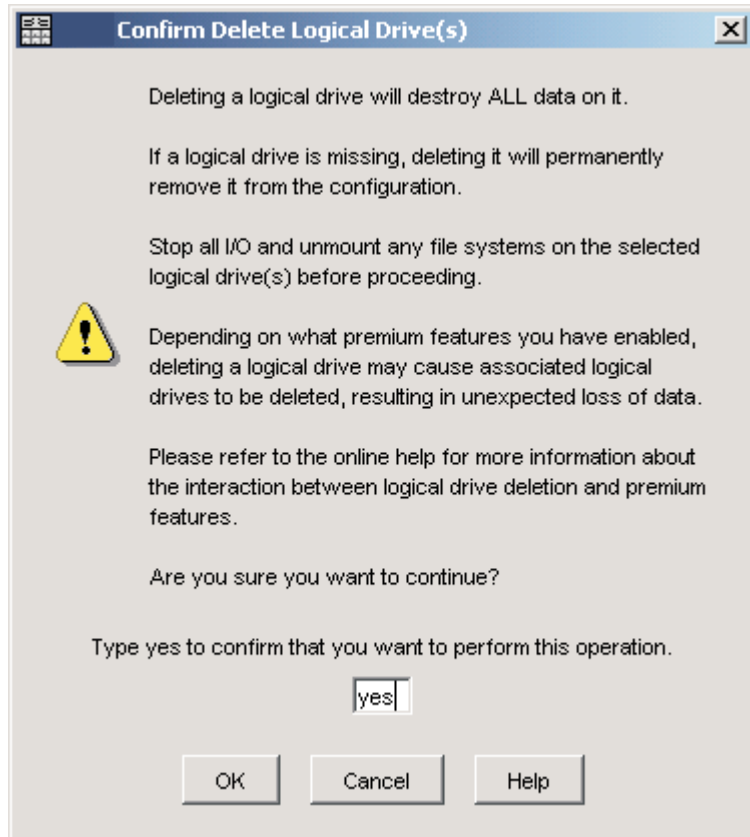 Confirm Delete Logical Drive(s)
Deleting a logical drive will destroy ALL data on it.
If a logical drive is missing, deleting it will permanently
remove it from the configuration.
Stop all I/O and unmount any file systems on the selected
logical drive(s) before proceeding.
Depending on what premium features you have enabled,
deleting a logical drive may cause associated logical
drives to be deleted, resulting in unexpected loss of data.
Please refer to the online help for more information about
the interaction between logical drive deletion and premium
features.
Are you sure you want to continue?
Type yes to confirm that you want to perform this operation.
yes
OK Cancel Help